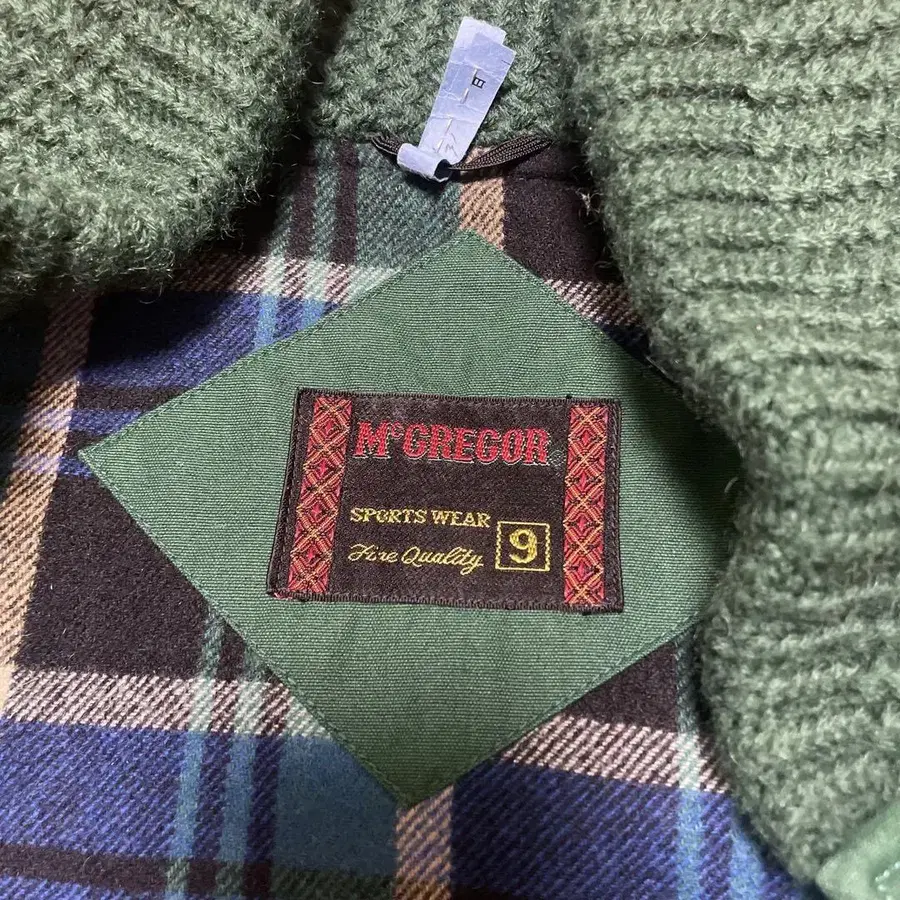 McGREGOR
SPORTS WEAR
Fine Quality
9